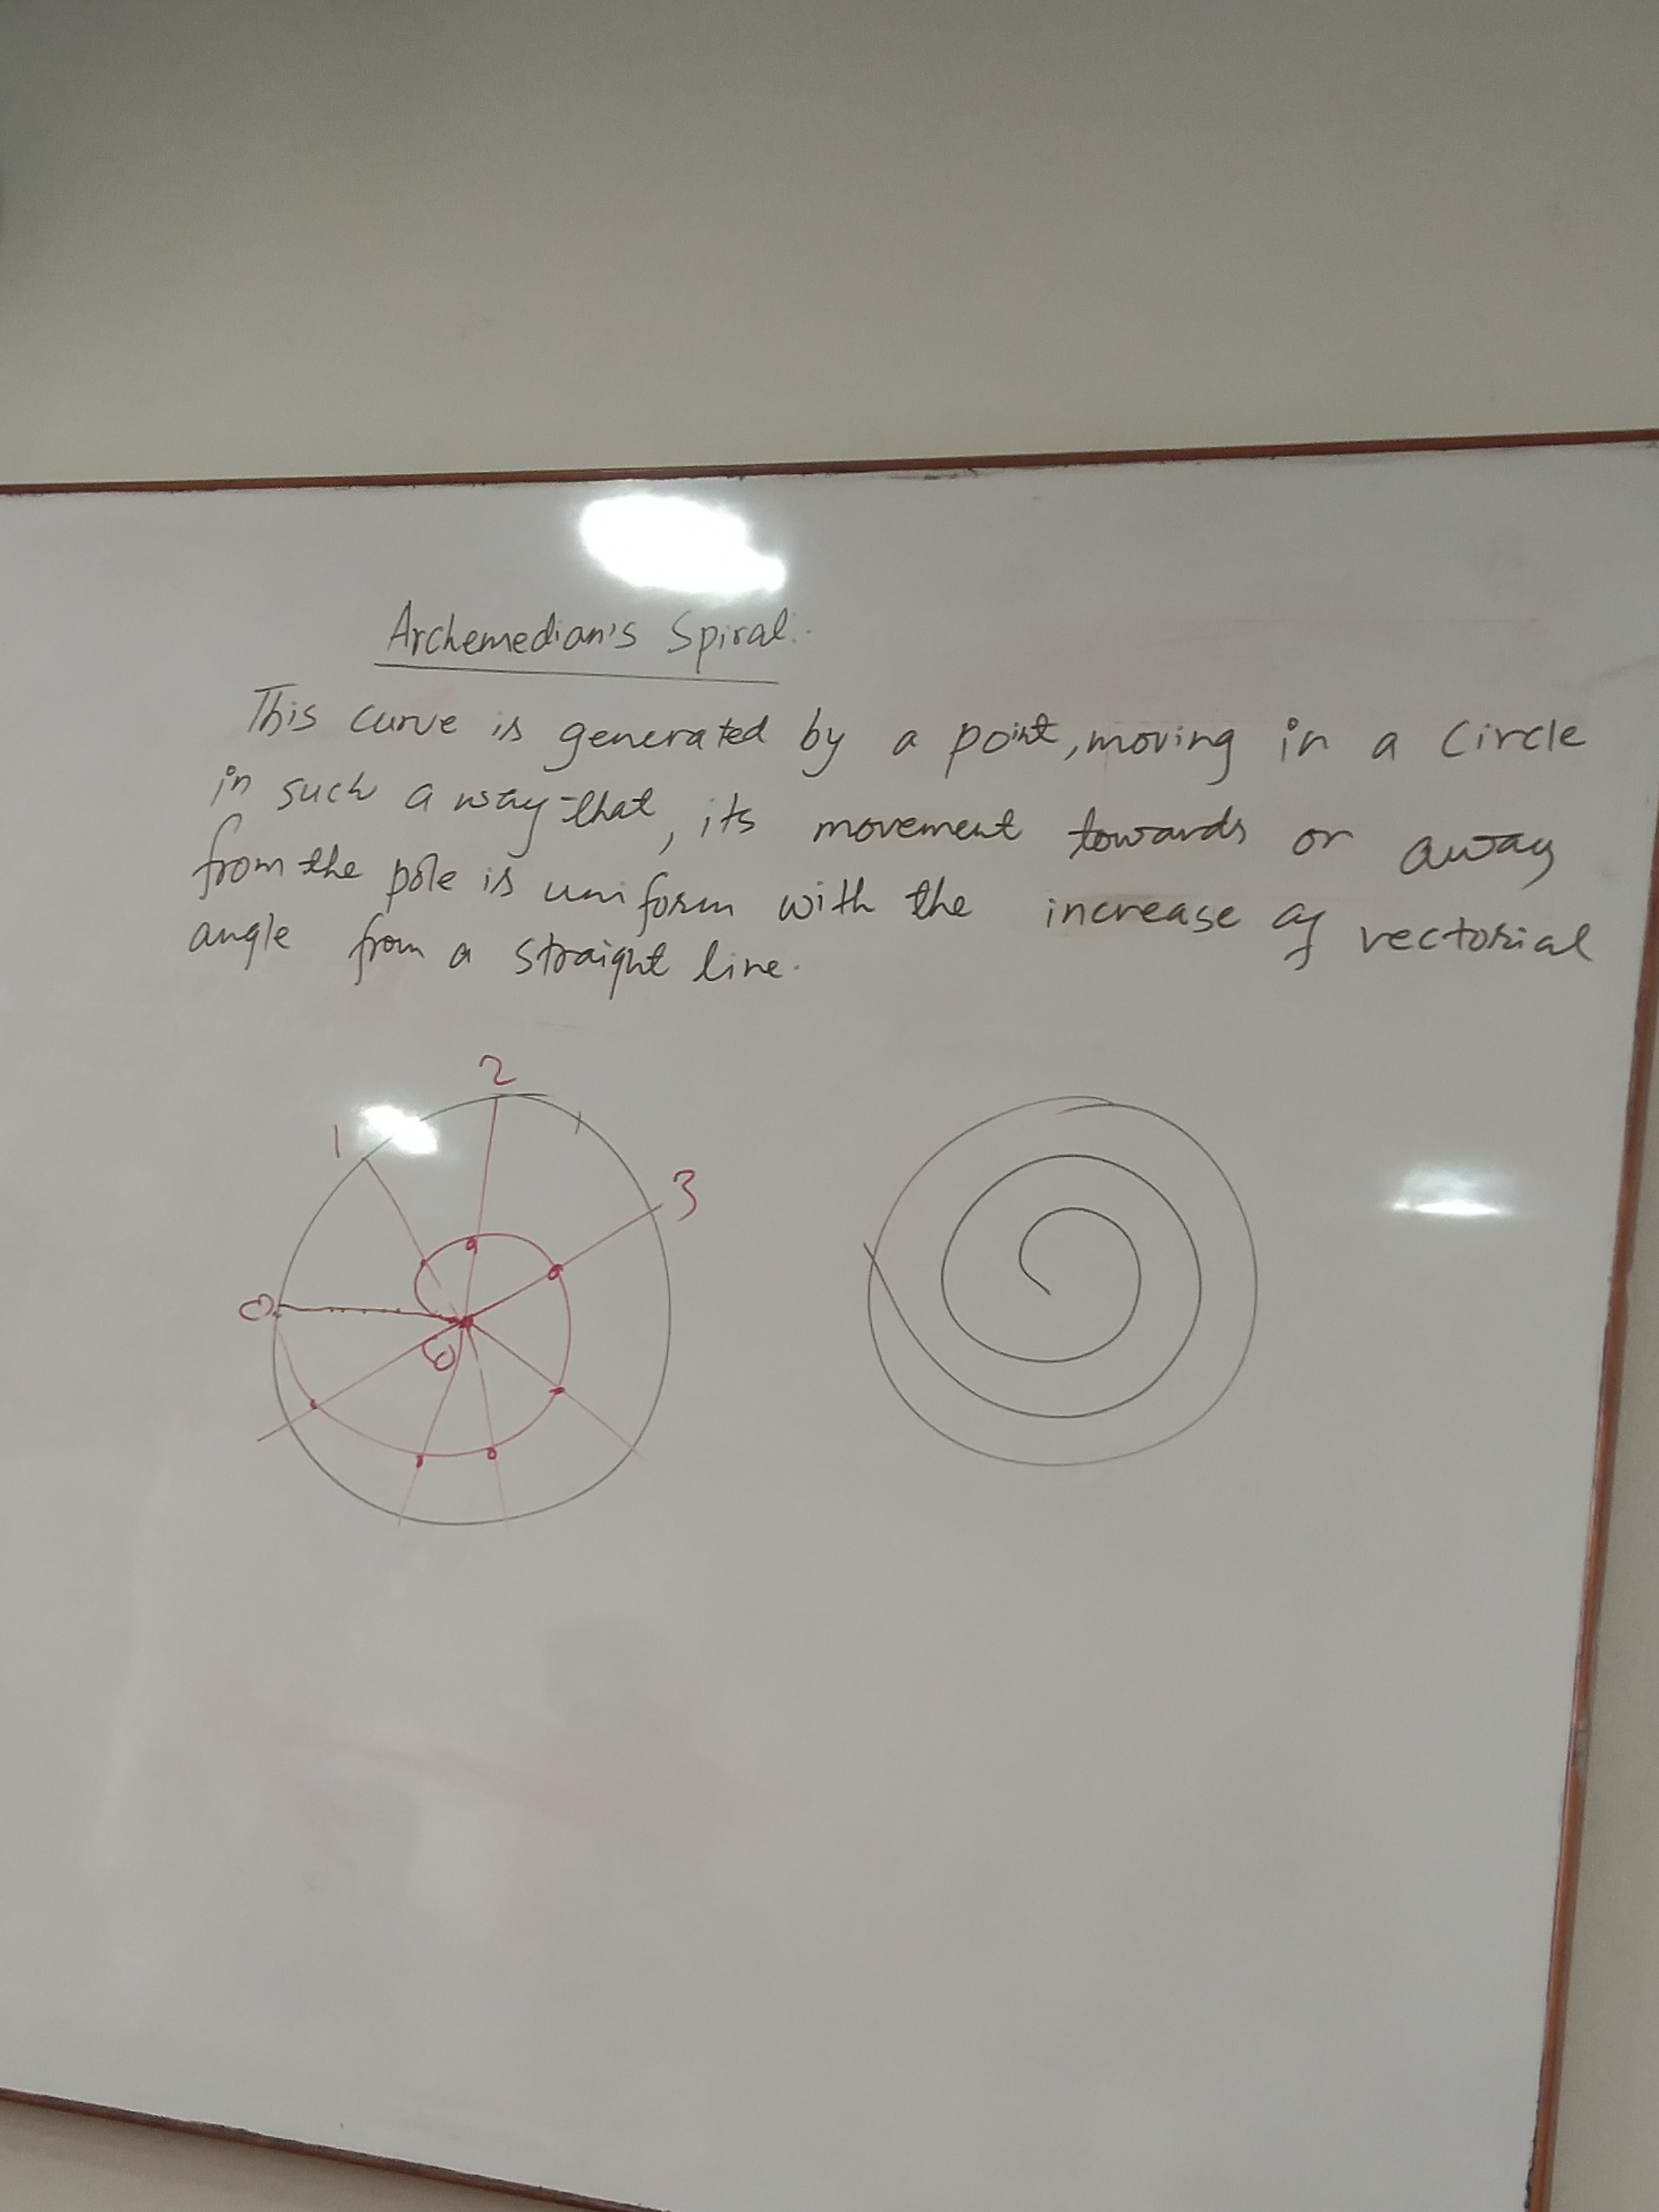 Archemedian's Spiral:-
This curve is generated by a point, moving in a Circle
in such a way that, its movement towards or away
from the pole is uniform with the increase of vectorial
angle from a straight line.
2
1
3
0
O